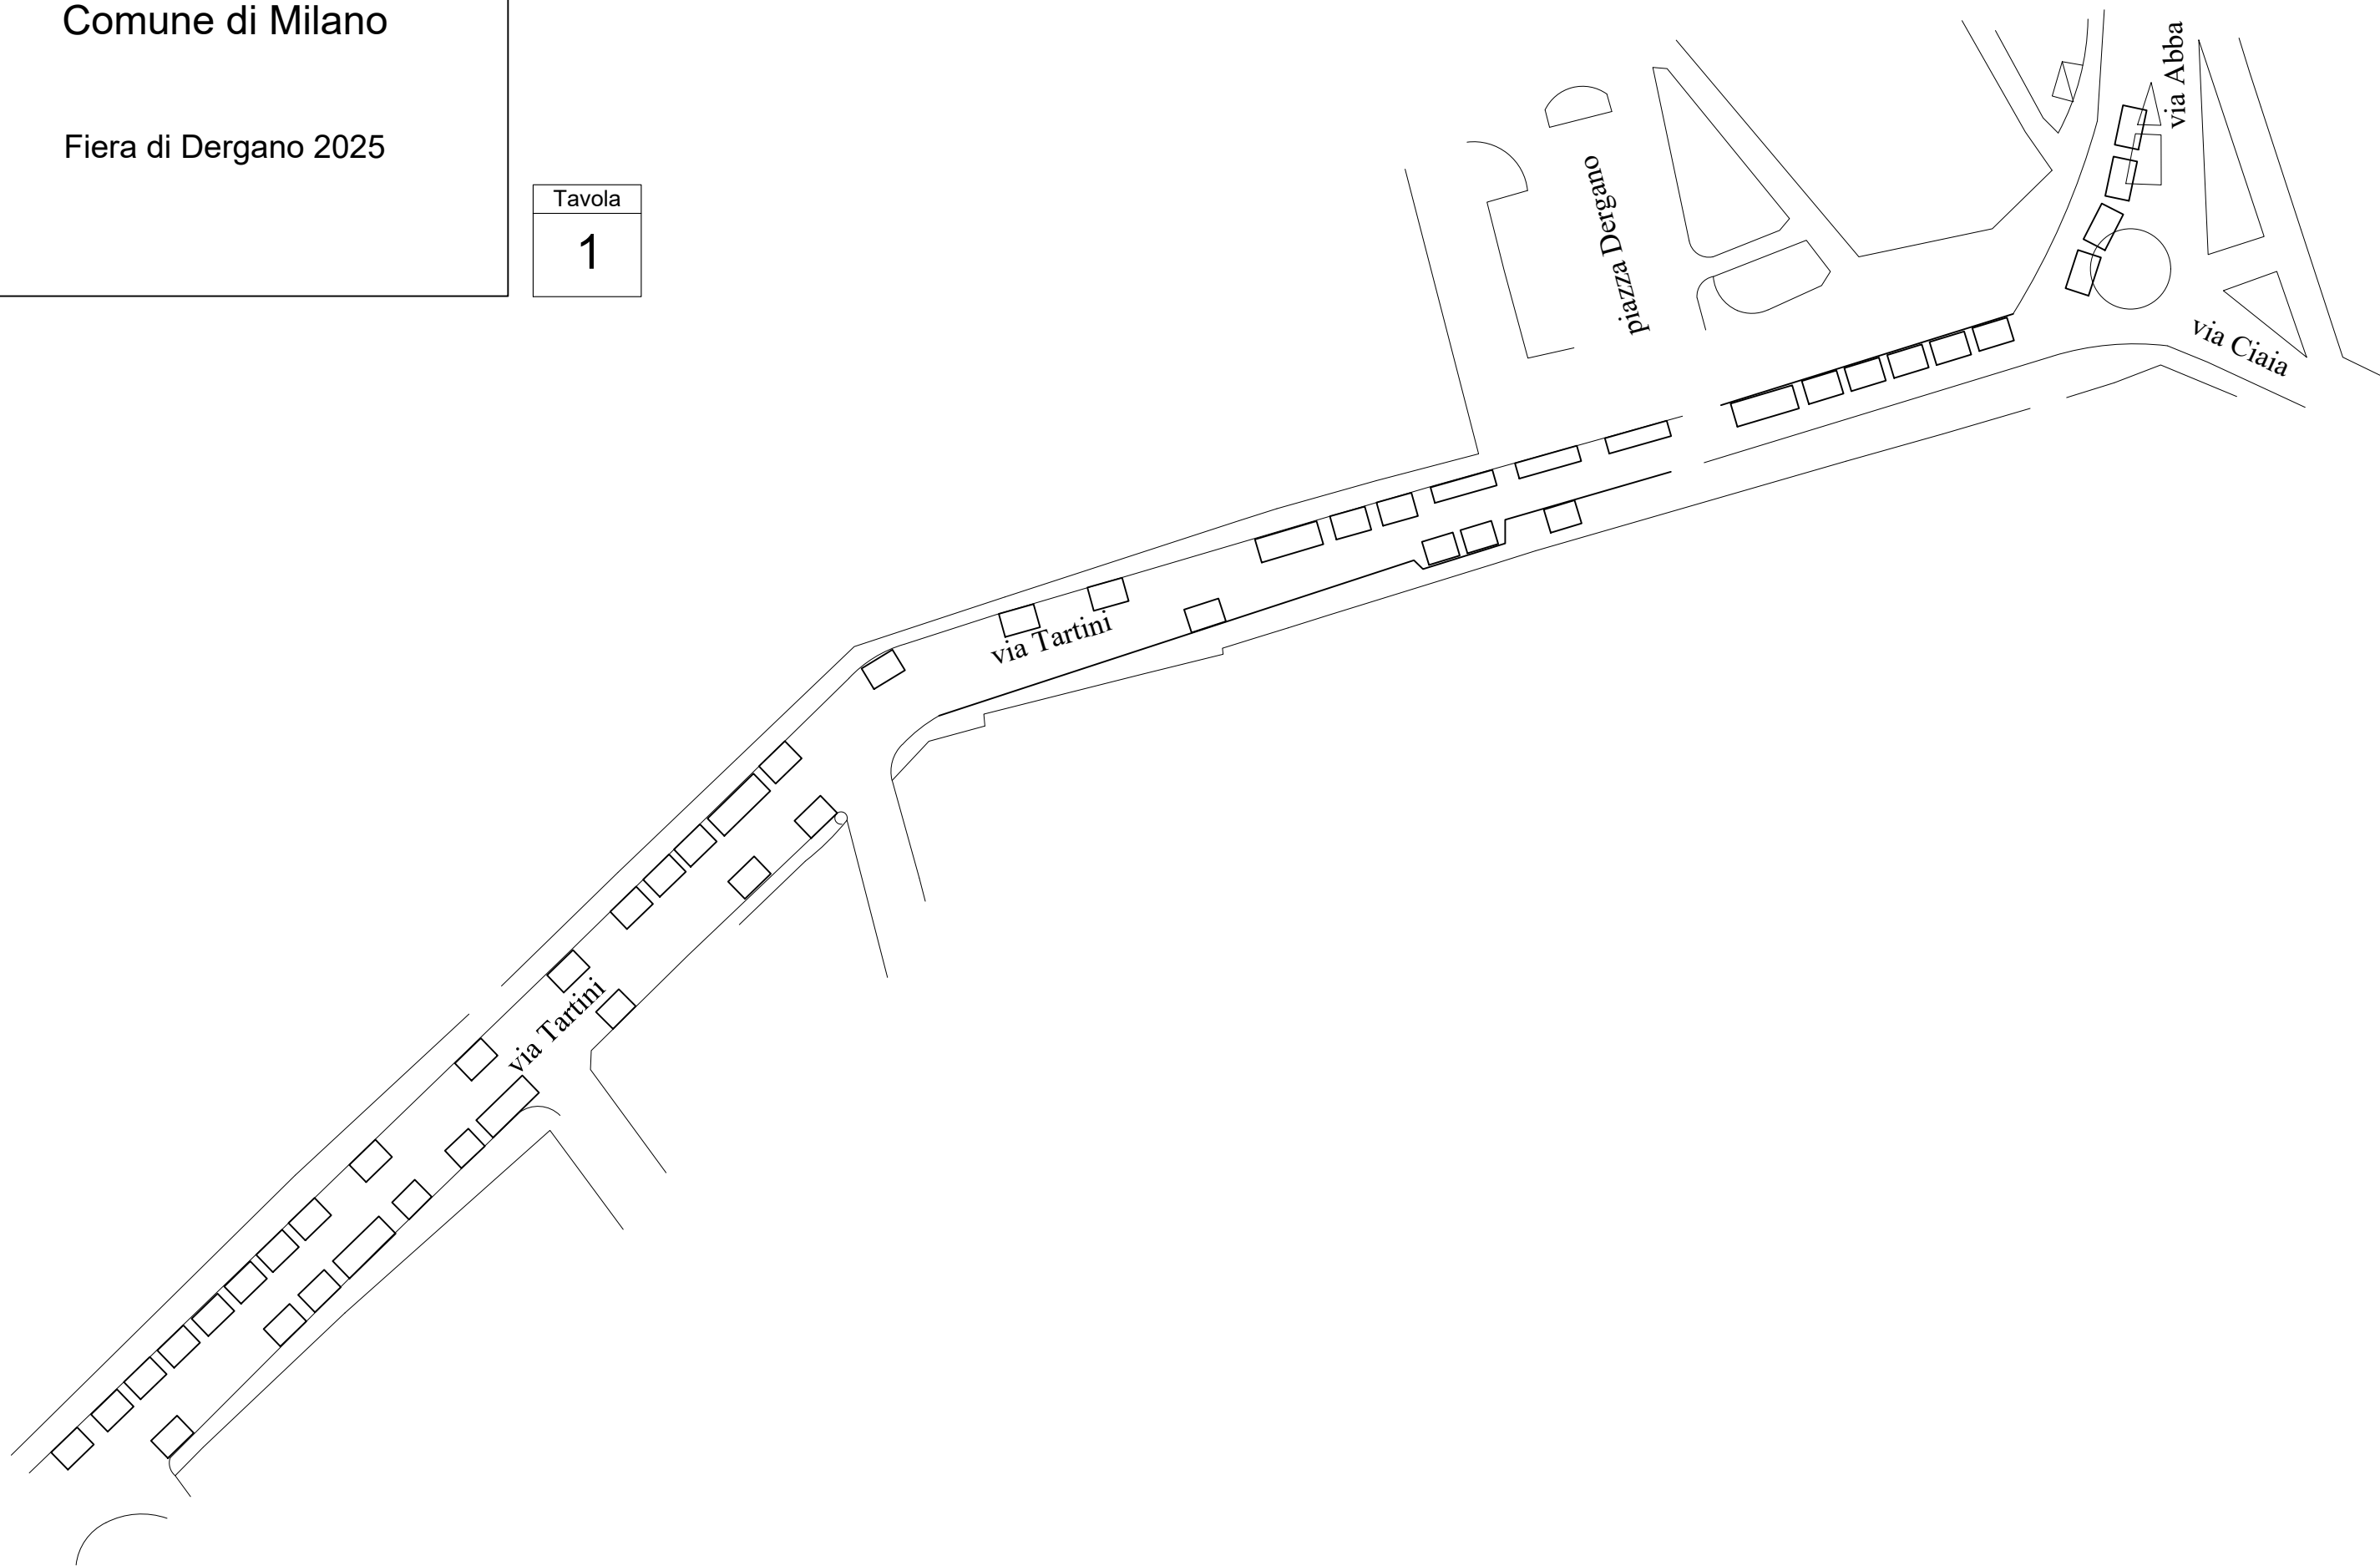 Comune di Milano
Fiera di Dergano 2025
Tavola
1
via Abba
piazza Dergano
via Ciaia
via Tartini
via Tartini